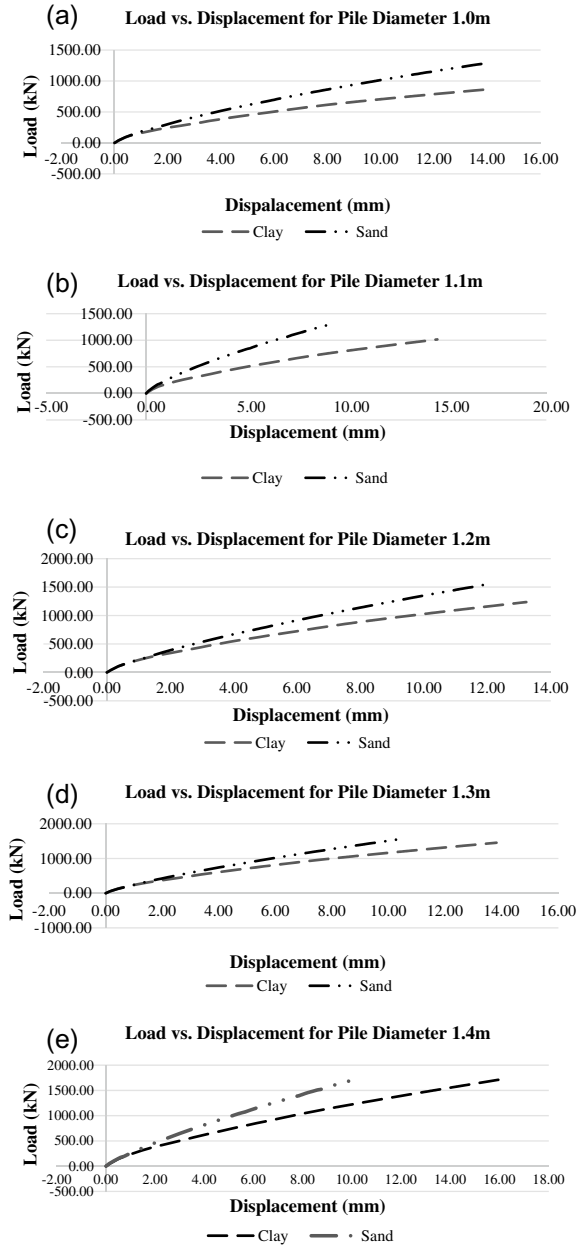 (a)
Load vs. Displacement for Pile Diameter 1.0m
1500.00
1000.00
500.00
0.00
-500.00
-2.00 0.00 2.00 4.00 6.00 8.00 10.00 12.00 14.00 16.00
Load (kN)
Dispalacement (mm)
Clay Sand
(b)
Load vs. Displacement for Pile Diameter 1.1m
1500.00
1000.00
500.00
0.00
-500.00
-5.00 0.00 5.00 10.00 15.00 20.00
Load (kN)
Displacement (mm)
Clay Sand
(c)
Load vs. Displacement for Pile Diameter 1.2m
2000.00
1500.00
1000.00
500.00
0.00
-500.00
-2.00 0.00 2.00 4.00 6.00 8.00 10.00 12.00 14.00
Load (kN)
Displacement (mm)
Clay Sand
(d)
Load vs. Displacement for Pile Diameter 1.3m
2000.00
1000.00
0.00
-1000.00
-2.00 0.00 2.00 4.00 6.00 8.00 10.00 12.00 14.00 16.00
Load (kN)
Displacement (mm)
Clay Sand
(e)
Load vs. Displacement for Pile Diameter 1.4m
2000.00
1500.00
1000.00
500.00
0.00
-500.00
-2.00 0.00 2.00 4.00 6.00 8.00 10.00 12.00 14.00 16.00 18.00
Load (kN)
Displacement (mm)
Clay Sand